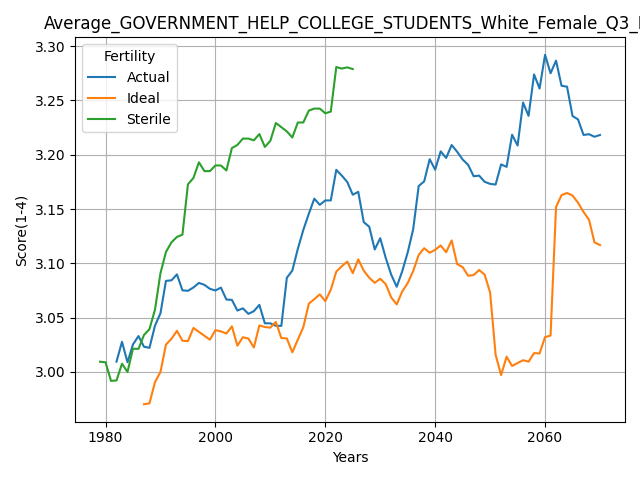 Average_GOVERNMENT_HELP_COLLEGE_STUDENTS_White_Female_Q3_
Fertility
Actual
Ideal
Sterile
Score(1-4)
3.30
3.25
3.20
3.15
3.10
3.05
3.00
1980 2000 2020 2040 2060
Years